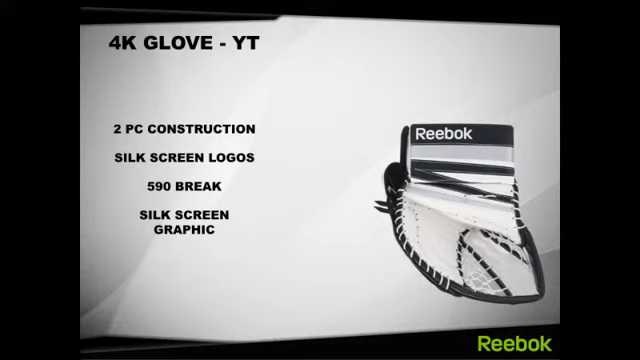 4K GLOVE - YT
2 PC CONSTRUCTION
SILK SCREEN LOGOS
590 BREAK
SILK SCREEN
GRAPHIC
Reebok
Reebok